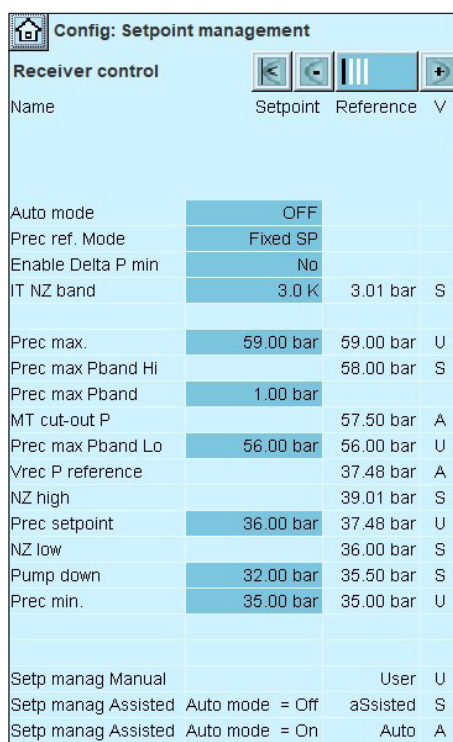 Config: Setpoint management
Receiver control
Name Setpoint Reference V
Auto mode OFF
Prec ref. Mode Fixed SP
Enable Delta P min No
IT NZ band 3.0 K 3.01 bar S
Prec max. 59.00 bar 59.00 bar U
Prec max Pband Hi 58.00 bar S
Prec max Pband 1.00 bar
MT cut-out P 57.50 bar A
Prec max Pband Lo 56.00 bar 56.00 bar U
Vrec P reference 37.48 bar A
NZ high 39.01 bar S
Prec setpoint 36.00 bar 37.48 bar U
NZ low 36.00 bar S
Pump down 32.00 bar 35.50 bar S
Prec min. 35.00 bar 35.00 bar U
Setp manag Manual User U
Setp manag Assisted Auto mode = Off aSsisted S
Setp manag Assisted Auto mode = On Auto A